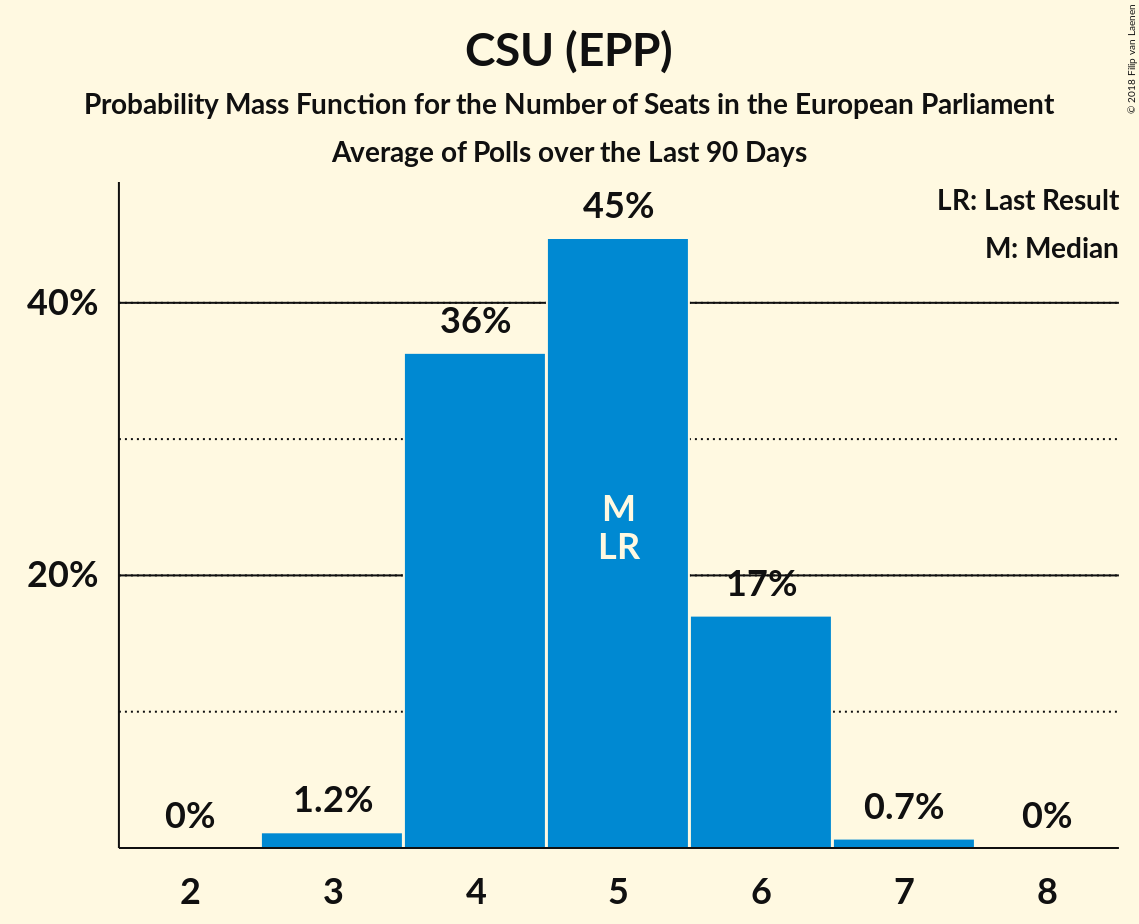 CSU (EPP)
Probability Mass Function for the Number of Seats in the European Parliament
Average of Polls over the Last 90 Days
© 2018 Filip van Laenen
LR: Last Result
M: Median
45%
40%
36%
M
LR
20%
17%
1.2%
0.7%
0%
0%
2 3 4 5 6 7 8